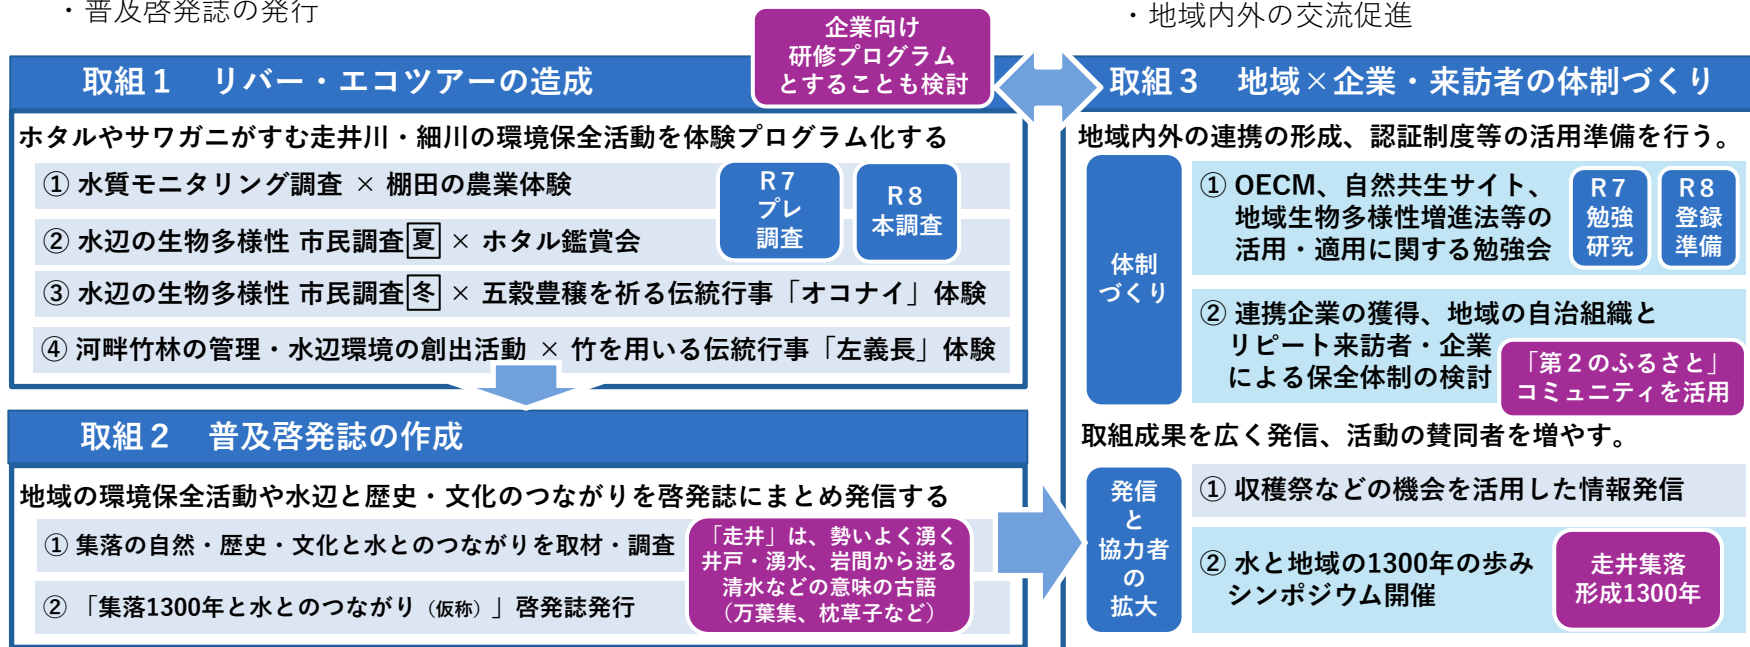 ・普及啓発誌の発行
・地域内外の交流促進
企業向け
研修プログラム
とすることも検討
取組１　リバー・エコツアーの造成
ホタルやサワガニがすむ走井川・細川の環境保全活動を体験プログラム化する
① 水質モニタリング調査 × 棚田の農業体験
② 水辺の生物多様性 市民調査夏 × ホタル鑑賞会
③ 水辺の生物多様性 市民調査冬 × 五穀豊穣を祈る伝統行事「オコナイ」体験
④ 河畔竹林の管理・水辺環境の創出活動 × 竹を用いる伝統行事「左義長」体験
R７
プレ
調査
R８
本調査
取組２　普及啓発誌の作成
地域の環境保全活動や水辺と歴史・文化のつながりを啓発誌にまとめ発信する
① 集落の自然・歴史・文化と水とのつながりを取材・調査
② 「集落1300年と水とのつながり（仮称）」啓発誌発行
「走井」は、勢いよく湧く
井戸・湧水、岩間から迸る
清水などの意味の古語
（万葉集、枕草子など）
取組３　地域×企業・来訪者の体制づくり
地域内外の連携の形成、認証制度等の活用準備を行う。
体制
づくり
① OECM、自然共生サイト、
地域生物多様性増進法等の
活用・適用に関する勉強会
R７
勉強
研究
R８
登録
準備
② 連携企業の獲得、地域の自治組織と
リピート来訪者・企業
による保全体制の検討
「第２のふるさと」
コミュニティを活用
取組成果を広く発信、活動の賛同者を増やす。
発信
と
協力者
の
拡大
① 収穫祭などの機会を活用した情報発信
② 水と地域の1300年の歩み
シンポジウム開催
走井集落
形成1300年